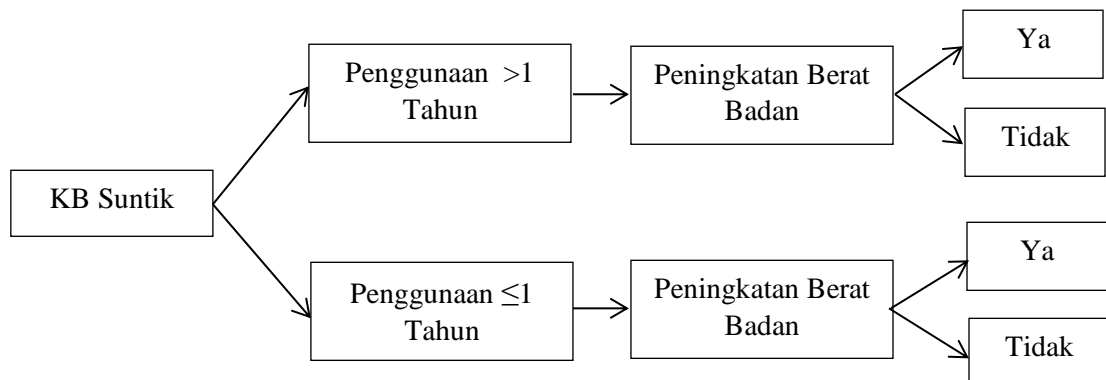 KB Suntik
Penggunaan >1
Tahun
Peningkatan Berat
Badan
Ya
Tidak
Penggunaan ≤1
Tahun
Peningkatan Berat
Badan
Ya
Tidak